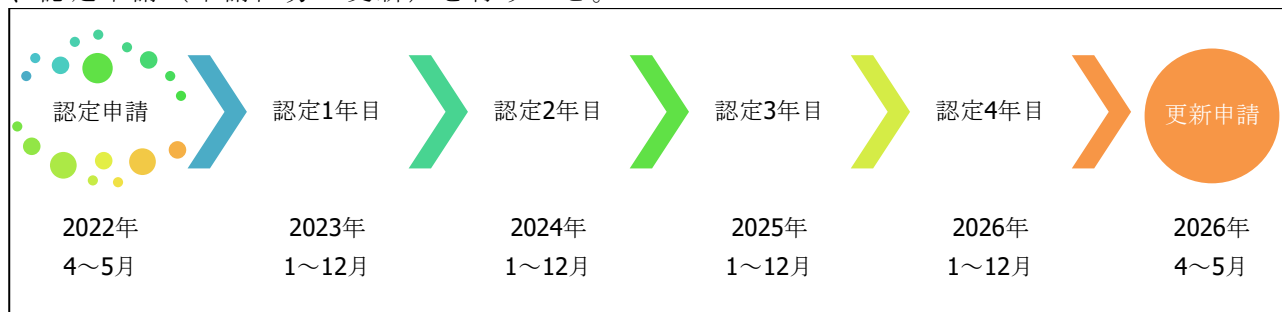 認定申請
認定1年目
認定2年目
認定3年目
認定4年目
更新申請
2022年
4～5月
2023年
1～12月
2024年
1～12月
2025年
1～12月
2026年
1～12月
2026年
4～5月